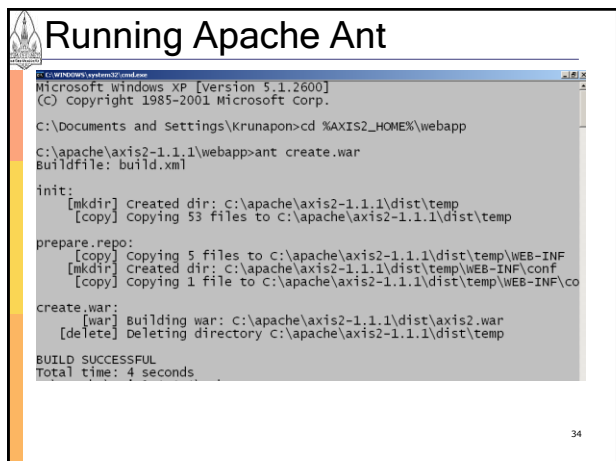 Running Apache Ant
C:\WINDOWS\system32\cmd.exe
Microsoft Windows XP [Version 5.1.2600]
(C) Copyright 1985-2001 Microsoft Corp.
C:\Documents and Settings\Krunapon>cd %AXIS2_HOME%\webapp
C:\apache\axis2-1.1.1\webapp>ant create.war
Buildfile: build.xml
init:
[mkdir] Created dir: C:\apache\axis2-1.1.1\dist\temp
[copy] Copying 53 files to C:\apache\axis2-1.1.1\dist\temp
prepare.repo:
[copy] Copying 5 files to C:\apache\axis2-1.1.1\dist\temp\WEB-INF
[mkdir] Created dir: C:\apache\axis2-1.1.1\dist\temp\WEB-INF\conf
[copy] Copying 1 file to C:\apache\axis2-1.1.1\dist\temp\WEB-INF\co
create.war:
[war] Building war: C:\apache\axis2-1.1.1\dist\axis2.war
[delete] Deleting directory C:\apache\axis2-1.1.1\dist\temp
BUILD SUCCESSFUL
Total time: 4 seconds
34